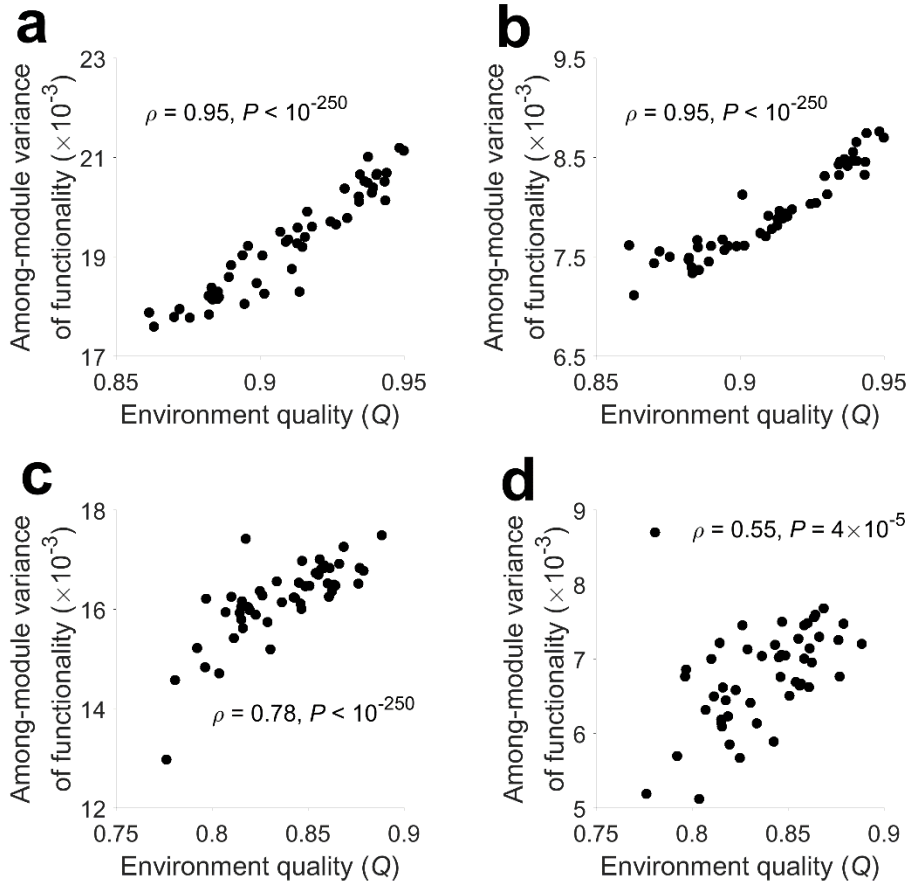 a
Among-module variance
of functionality (×10^-3)
23
21
19
17
ρ = 0.95, P < 10^-250
0.85
0.9
0.95
Environment quality (Q)
b
Among-module variance
of functionality (×10^-3)
9.5
8.5
7.5
6.5
ρ = 0.95, P < 10^-250
0.85
0.9
0.95
Environment quality (Q)
c
Among-module variance
of functionality (×10^-3)
18
16
14
12
ρ = 0.78, P < 10^-250
0.75
0.8
0.85
0.9
Environment quality (Q)
d
Among-module variance
of functionality (×10^-3)
9
8
7
6
5
ρ = 0.55, P = 4×10^-5
0.75
0.8
0.85
0.9
Environment quality (Q)